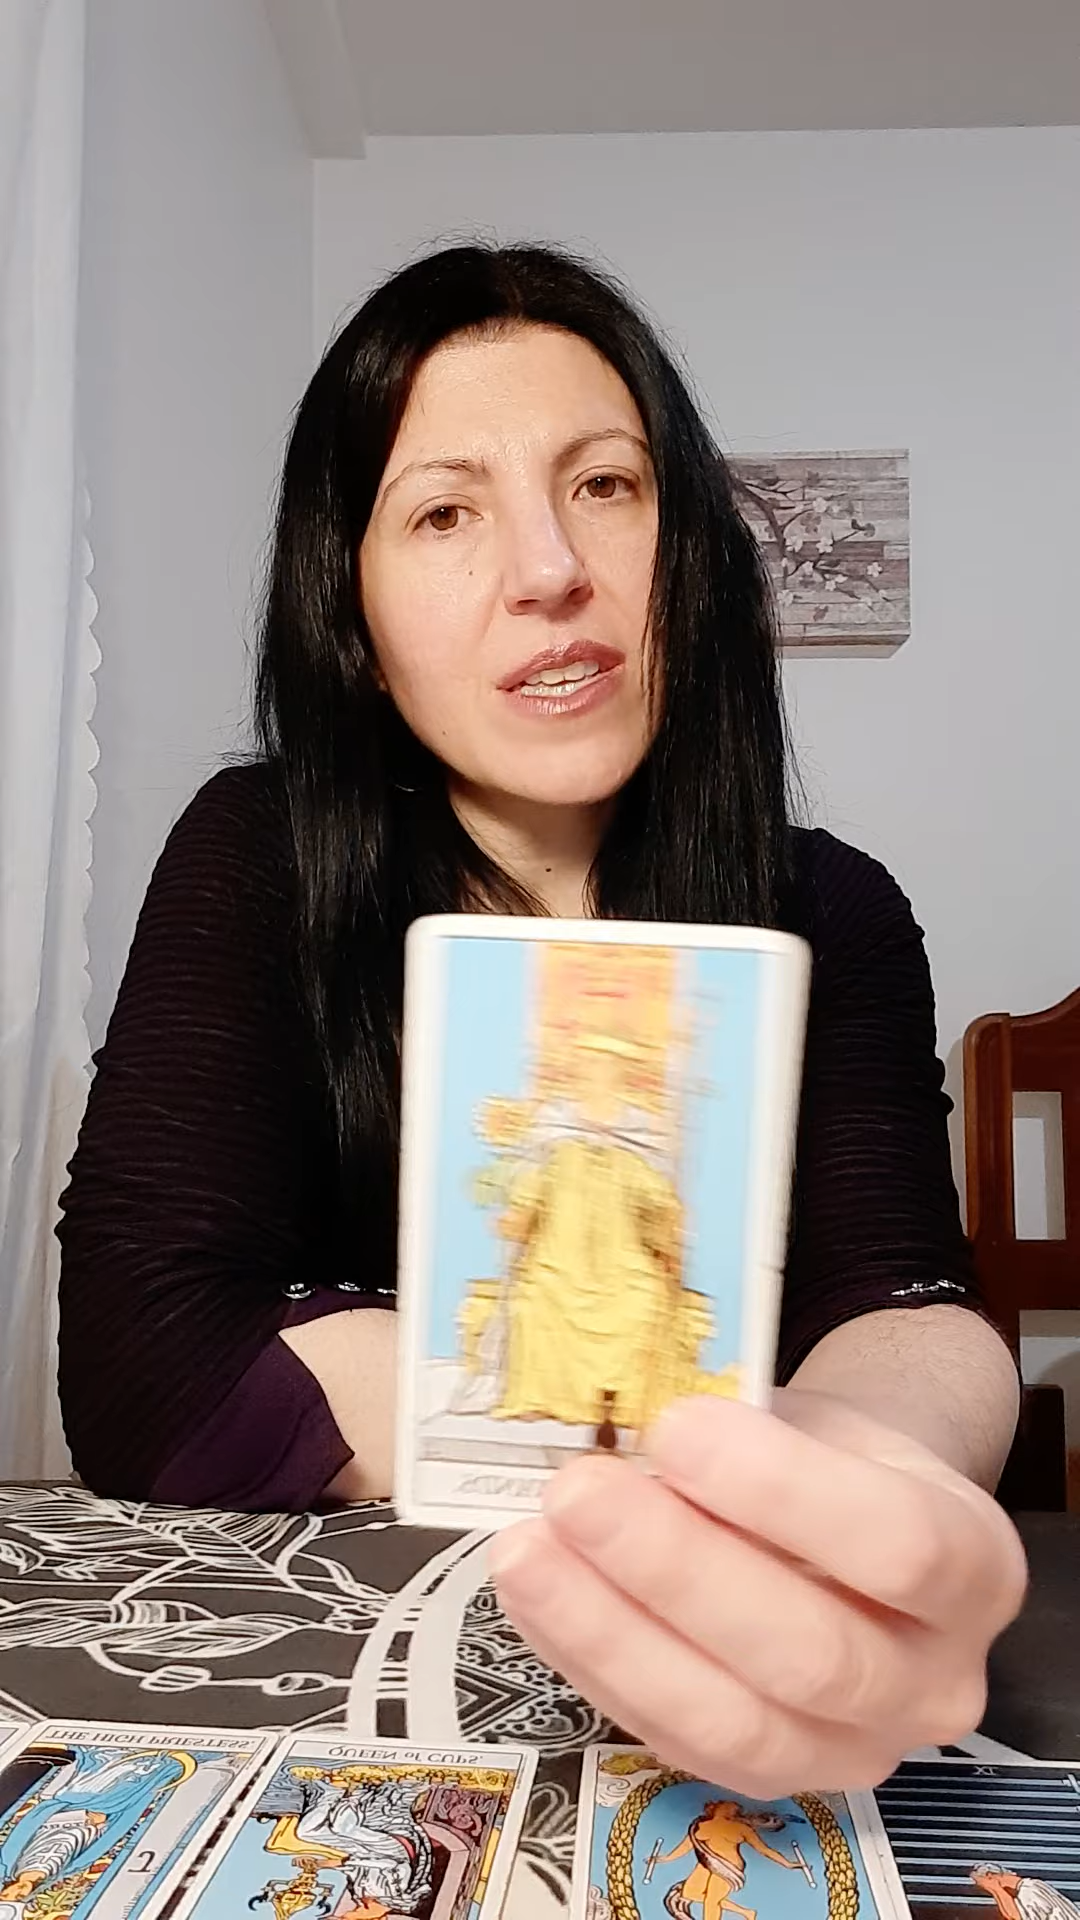 THE HIGH PRIESTESS.
QUEEN of CUPS.
IX